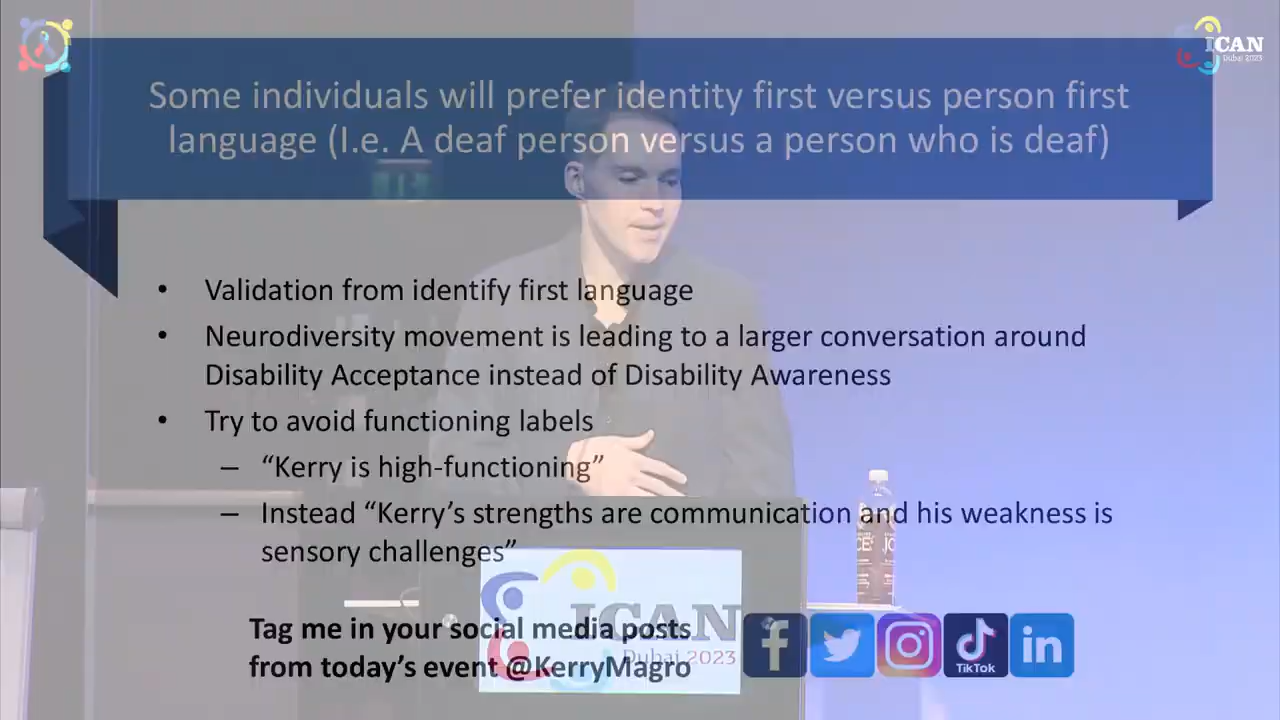 ICAN
Dubai 2023
Some individuals will prefer identity first versus person first
language (I.e. A deaf person versus a person who is deaf)
• Validation from identify first language
• Neurodiversity movement is leading to a larger conversation around
Disability Acceptance instead of Disability Awareness
• Try to avoid functioning labels
– “Kerry is high-functioning”
– Instead “Kerry’s strengths are communication and his weakness is
sensory challenges”
ICAN
Dubai 2023
Tag me in your social media posts
from today’s event @KerryMagro
TikTok